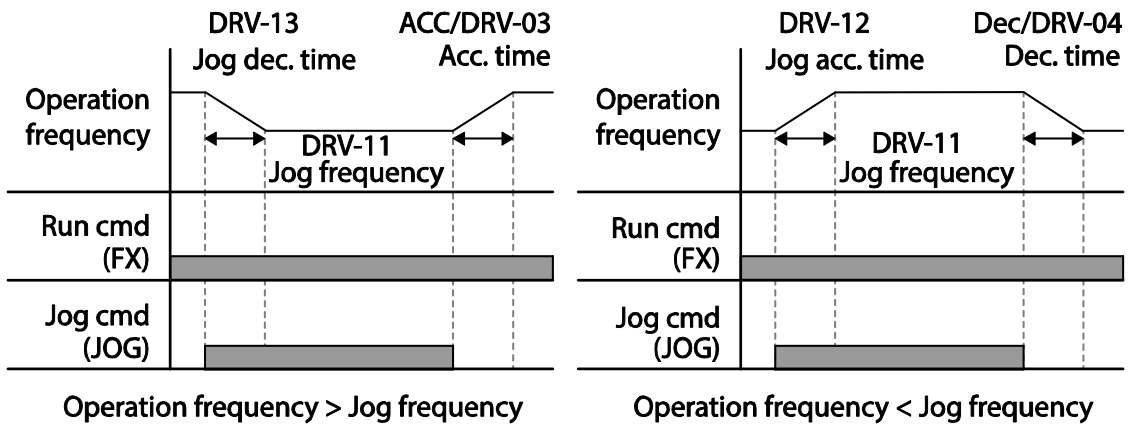 DRV-13
Jog dec. time
ACC/DRV-03
Acc. time
Operation
frequency
DRV-11
Jog frequency
Run cmd
(FX)
Jog cmd
(JOG)
Operation frequency > Jog frequency
DRV-12
Jog acc. time
Dec/DRV-04
Dec. time
Operation
frequency
DRV-11
Jog frequency
Run cmd
(FX)
Jog cmd
(JOG)
Operation frequency < Jog frequency